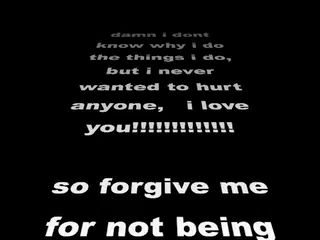 damn i dont
know why i do
the things i do,
but i never
wanted to hurt
anyone, i love
you!!!!!!!!!!!!!
so forgive me
for not being